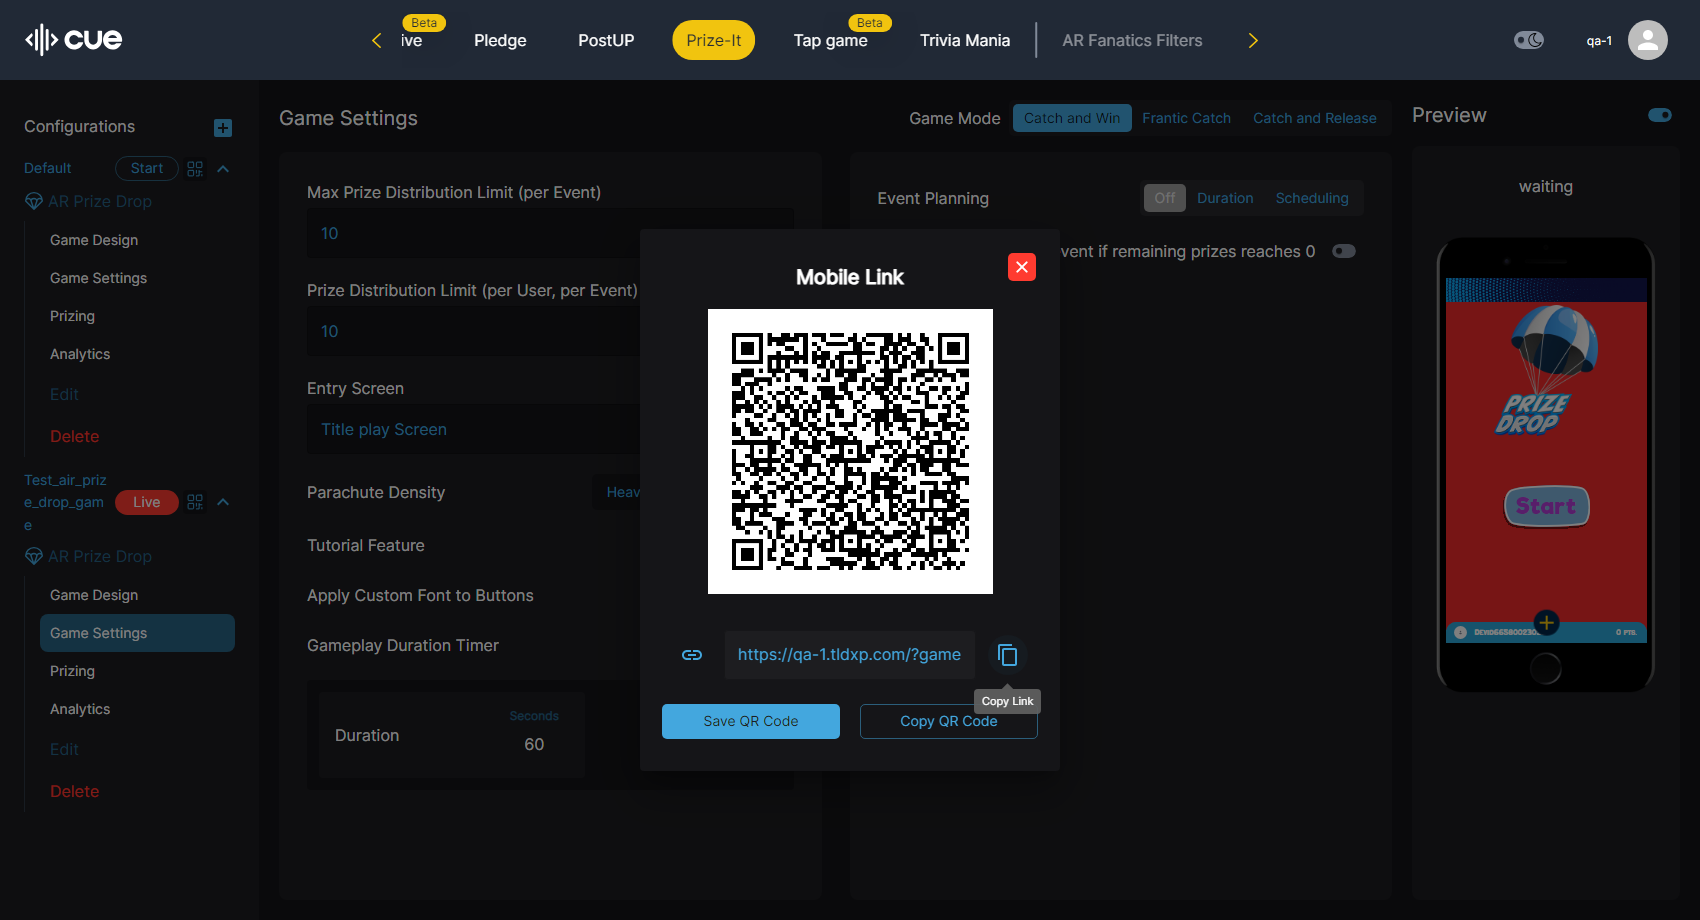 cue
ive
Beta
Pledge
PostUP
Prize-It
Tap game
Beta
Trivia Mania
AR Fanatics Filters
qa-1
Configurations
Default
Start
AR Prize Drop
Game Design
Game Settings
Prizing
Analytics
Edit
Delete
Test_air_priz
e_drop_gam
e
Live
AR Prize Drop
Game Design
Game Settings
Prizing
Analytics
Edit
Delete
Game Settings
Game Mode
Catch and Win
Frantic Catch
Catch and Release
Max Prize Distribution Limit (per Event)
10
Prize Distribution Limit (per User, per Event)
10
Entry Screen
Title play Screen
Parachute Density
Heav
Tutorial Feature
Apply Custom Font to Buttons
Gameplay Duration Timer
Duration
Seconds
60
Event Planning
Off
Duration
Scheduling
vent if remaining prizes reaches 0
Mobile Link
https://qa-1.tldxp.com/?game
Copy Link
Save QR Code
Copy QR Code
Preview
waiting
PRIZE
DROP
Start
0 PTS.